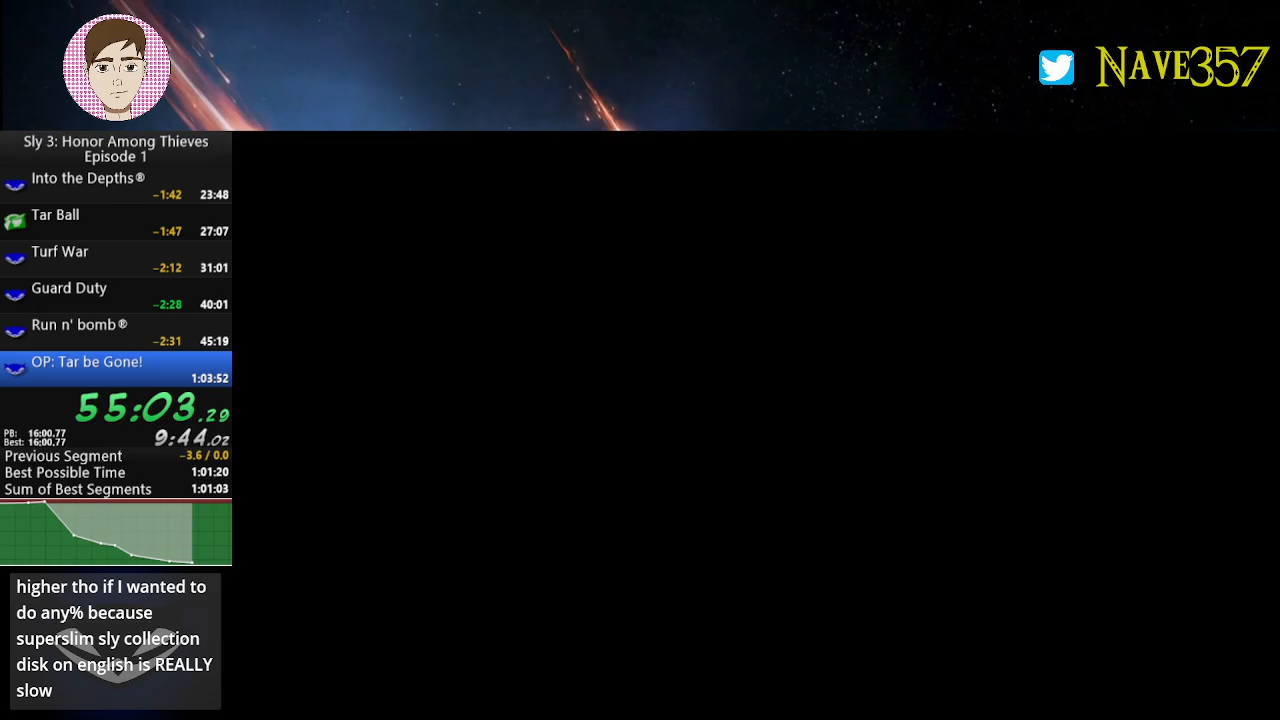 Nave357
Sly 3: Honor Among Thieves
Episode 1
Into the Depths®
-1:42 23:48
Tar Ball
-1:47 27:07
Turf War
-2:12 31:01
Guard Duty
-2:28 40:01
Run n' bomb®
-2:31 45:19
OP: Tar be Gone!
1:03:52
55:03.29
PB: 16:00.77
Best: 16:00.77
9:44.02
Previous Segment -3.6 / 0.0
Best Possible Time 1:01:20
Sum of Best Segments 1:01:03
higher tho if I wanted to
do any% because
superslim sly collection
disk on english is REALLY
slow